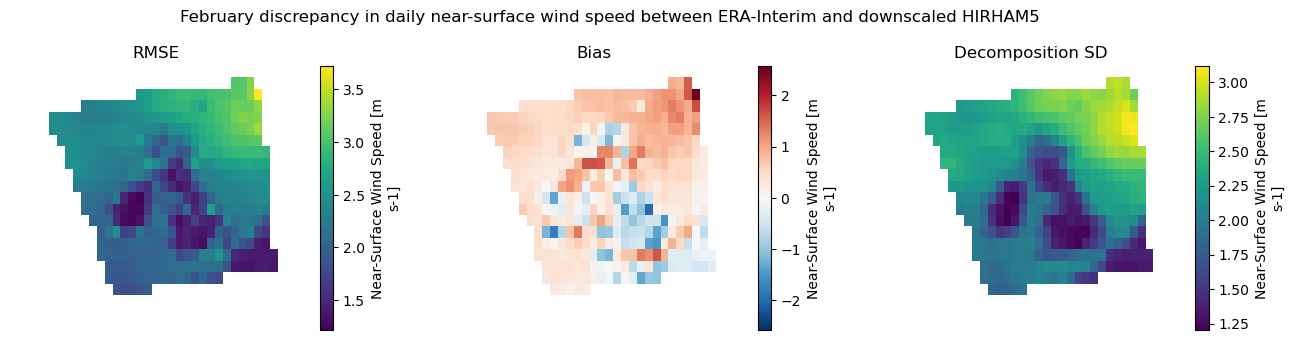 February discrepancy in daily near-surface wind speed between ERA-Interim and downscaled HIRHAM5
RMSE
3.5
3.0
2.5
2.0
1.5
Near-Surface Wind Speed [m
s-1]
Bias
2
1
0
−1
−2
Near-Surface Wind Speed [m
s-1]
Decomposition SD
3.00
2.75
2.50
2.25
2.00
1.75
1.50
1.25
Near-Surface Wind Speed [m
s-1]